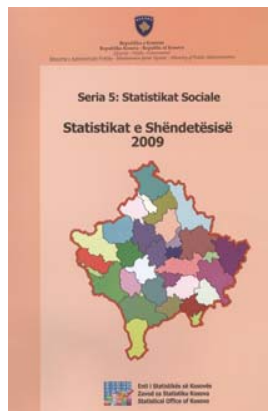 Republika e Kosovës
Republika Kosova - Republic of Kosovo
Seria 5: Statistikat Sociale
Statistikat e Shëndetësisë
2009
Enti i Statistikës së Kosovës
Zavod za Statistiku Kosova
Statistical Office of Kosova